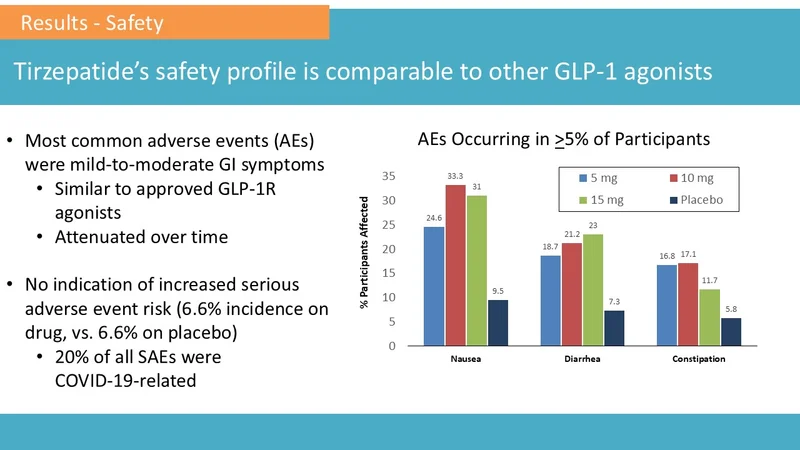 Results - Safety
Tirzepatide’s safety profile is comparable to other GLP-1 agonists
• Most common adverse events (AEs)
were mild-to-moderate GI symptoms
• Similar to approved GLP-1R
agonists
• Attenuated over time
• No indication of increased serious
adverse event risk (6.6% incidence on
drug, vs. 6.6% on placebo)
• 20% of all SAEs were
COVID-19-related
AEs Occurring in >5% of Participants
% Participants Affected
35
30
25
20
15
10
5
0
5 mg
10 mg
15 mg
Placebo
24.6
33.3
31
9.5
18.7
21.2
23
7.3
16.8
17.1
11.7
5.8
Nausea
Diarrhea
Constipation